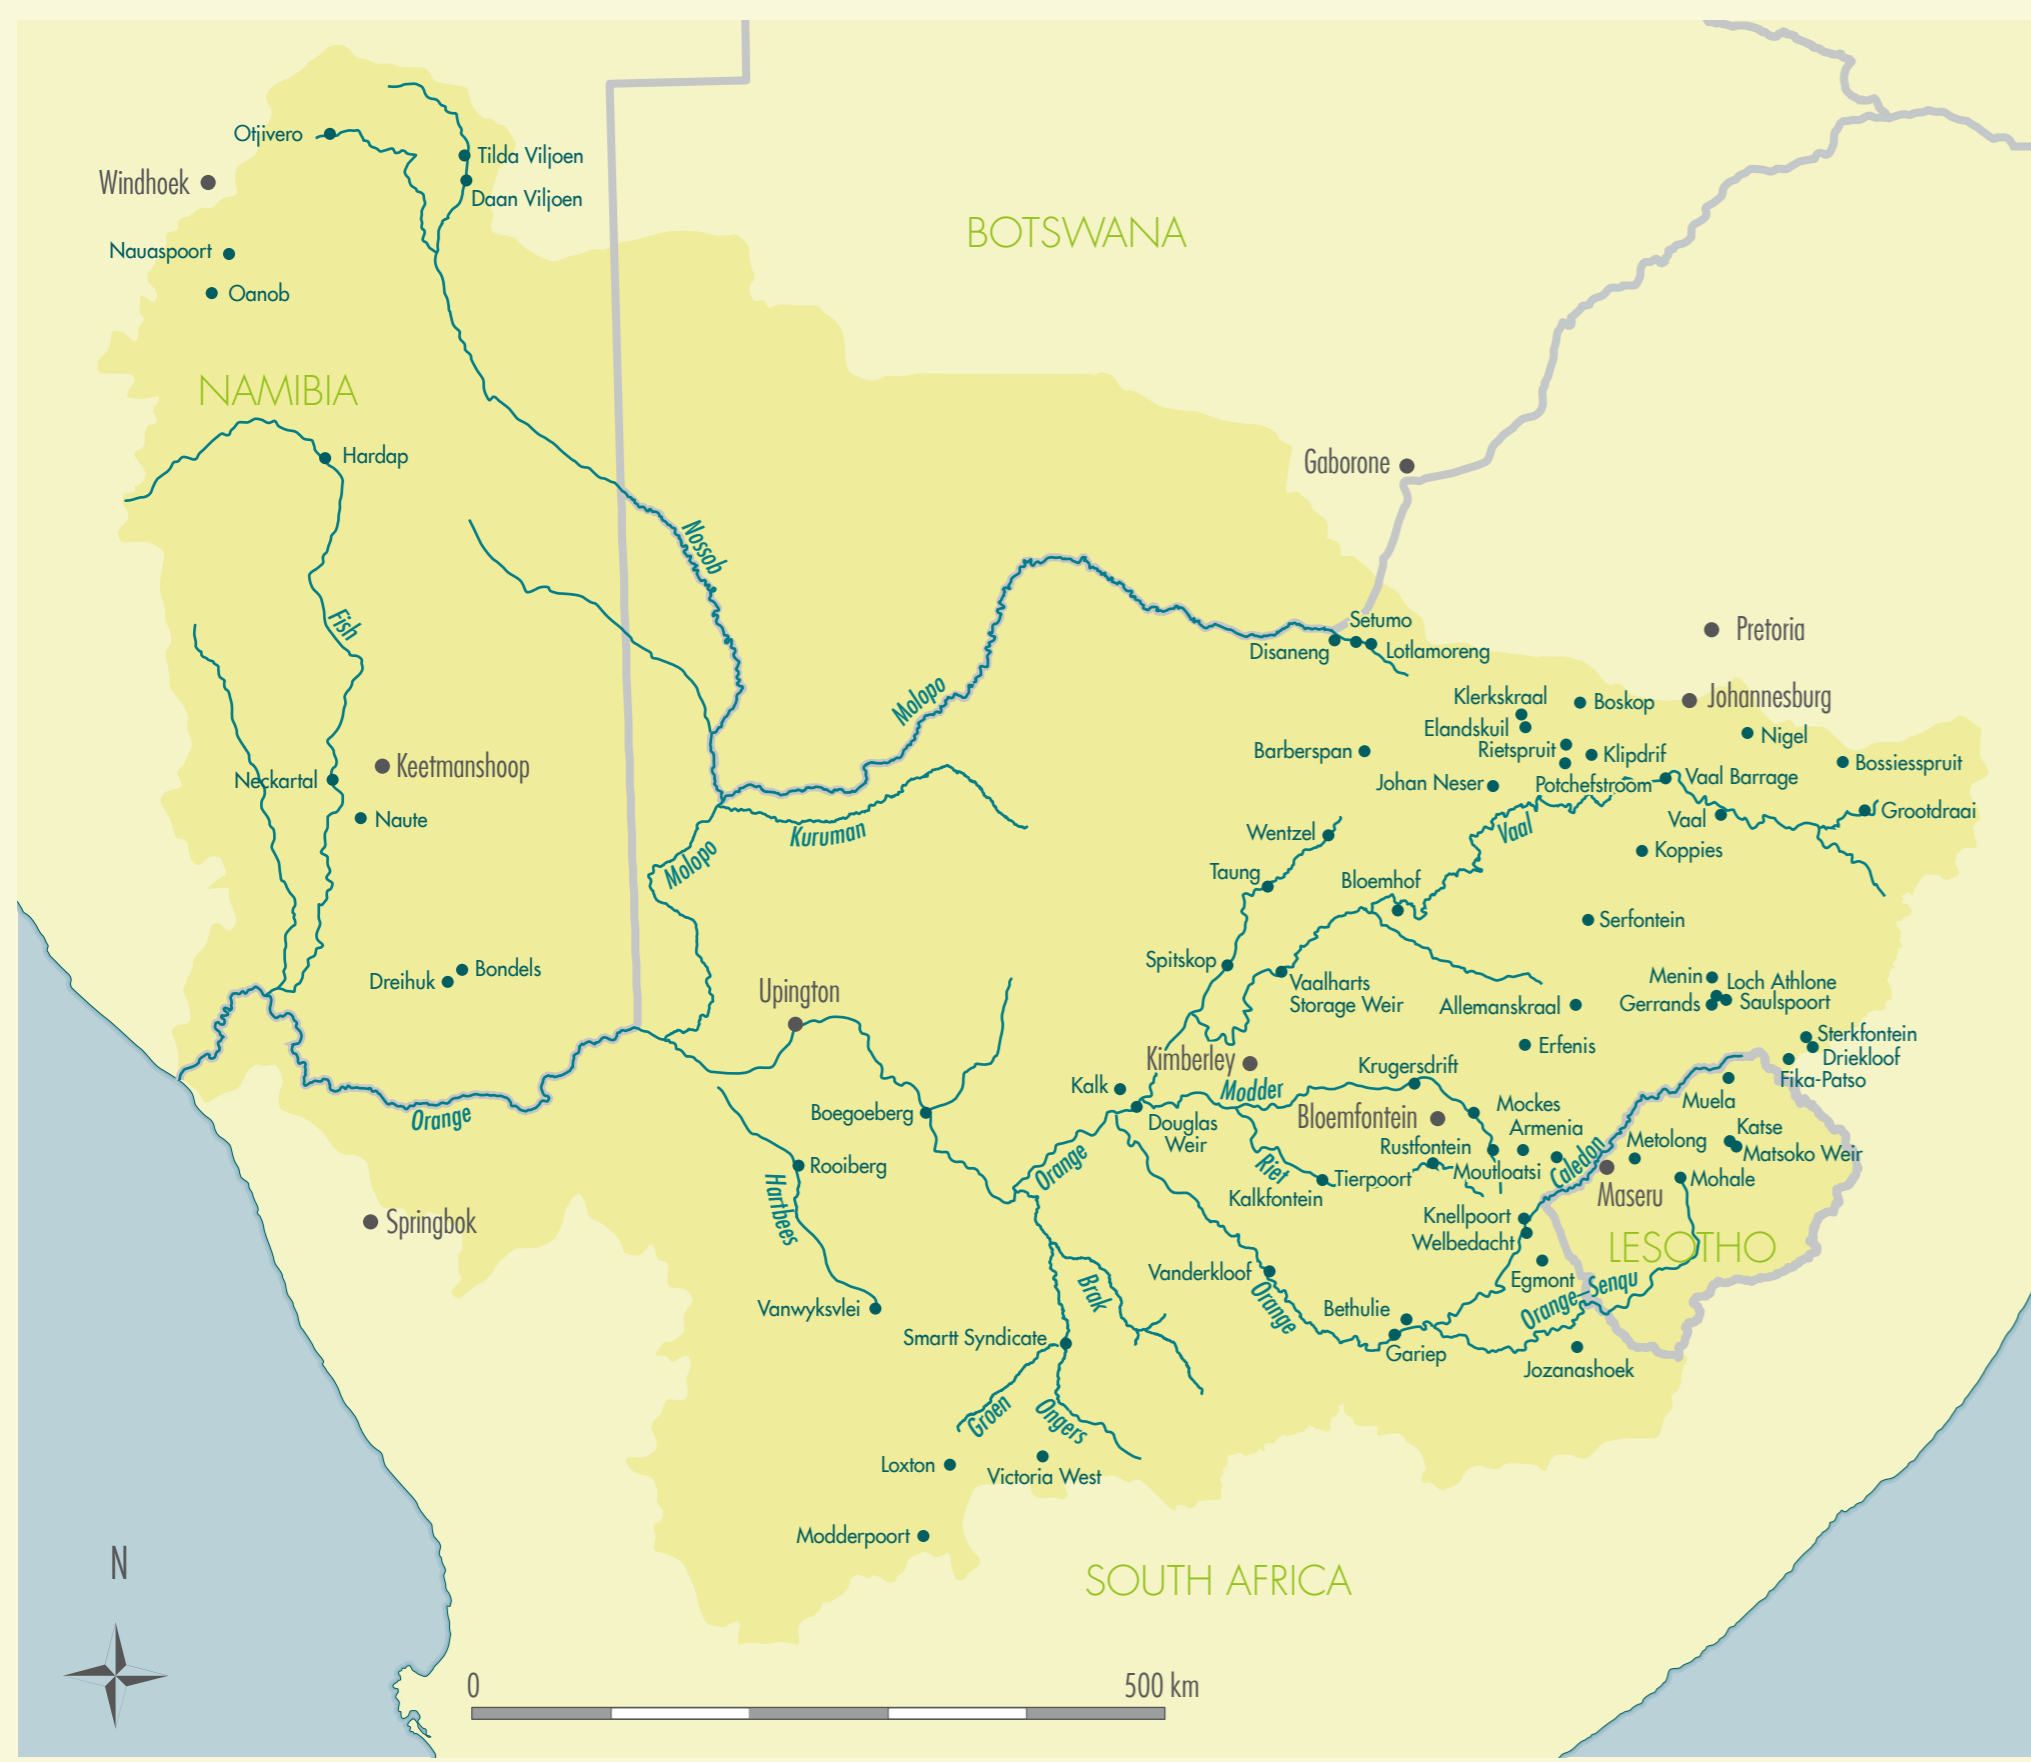 Otjivero
Tilda Viljoen
Windhoek
Daan Viljoen
BOTSWANA
Nauaspoort
Oanob
NAMIBIA
Hardap
Gaborone
Nossob
Fish
Setumo
Disaneng
Lotlamoreng
Pretoria
Molopo
Klerkskraal
Boskop
Johannesburg
Elandskuil
Nigel
Rietspruit
Klipdrif
Barberspan
Bossiesspruit
Keetmanshoop
Neckartal
Johan Neser
Potchefstroom
Vaal Barrage
Naute
Kuruman
Wentzel
Vaal
Vaal
Grootdraai
Koppies
Molopo
Taung
Bloemhof
Serfontein
Spitskop
Dreihuk
Bondels
Vaalharts
Storage Weir
Menin
Loch Athlone
Upington
Allemanskraal
Gerrands
Saulspoort
Sterkfontein
Erfenis
Driekloof
Kimberley
Krugersdrift
Fika-Patso
Kalk
Modder
Muela
Orange
Boegoeberg
Douglas
Weir
Bloemfontein
Mockes
Armenia
Katse
Rustfontein
Metolong
Matsoko Weir
Caledon
Rooiberg
Orange
Riet
Tierpoort
Moutloatsi
Mohale
Kalkfontein
Maseru
Hartbees
Springbok
Knellpoort
Welbedacht
LESOTHO
Vanderkloof
Egmont
Orange–Senqu
Brak
Orange
Vanwyksvlei
Bethulie
Smartt Syndicate
Gariep
Jozanashoek
Groen
Ongers
Loxton
Victoria West
Modderpoort
SOUTH AFRICA
N
0
500 km